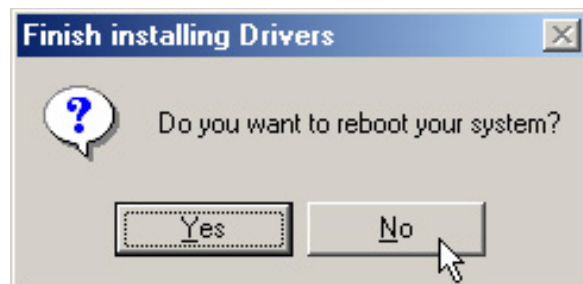 Finish installing Drivers
?
Do you want to reboot your system?
Yes
No